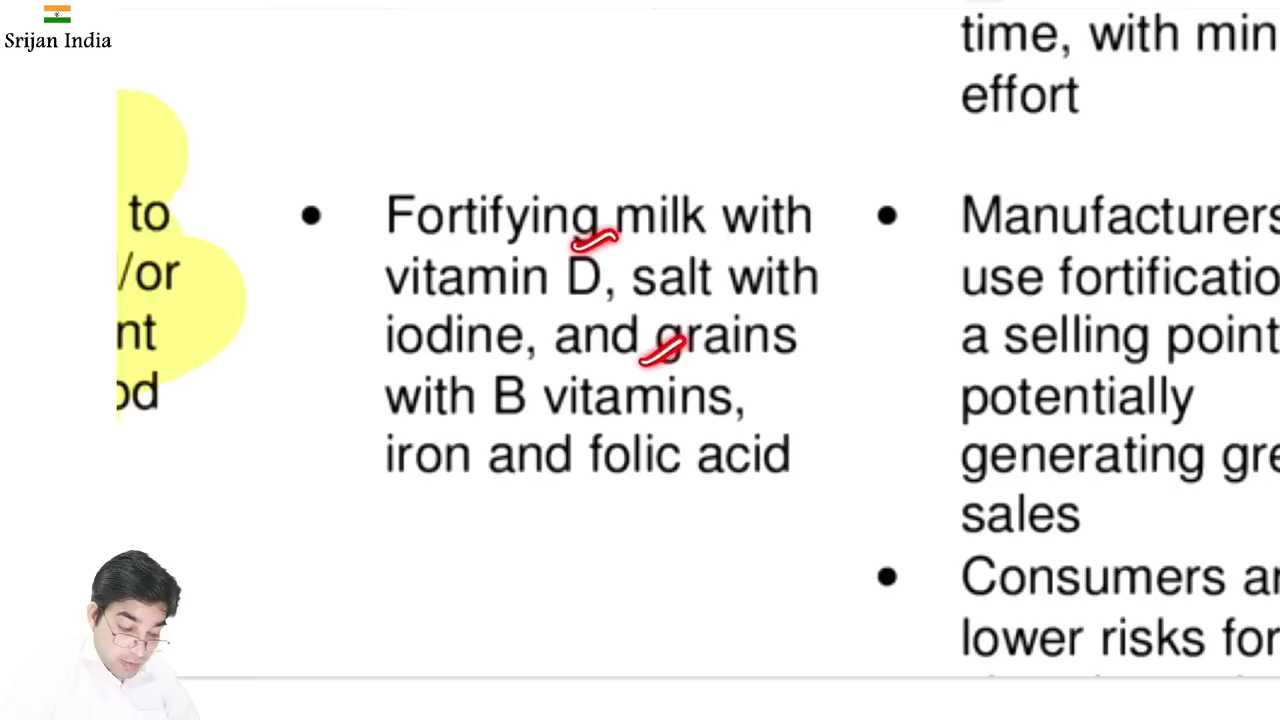 Srijan India
to
/or
nt
od
Fortifying milk with
vitamin D, salt with
iodine, and grains
with B vitamins,
iron and folic acid
time, with min
effort
Manufacturers
use fortificatio
a selling point
potentially
generating gre
sales
Consumers ar
lower risks for